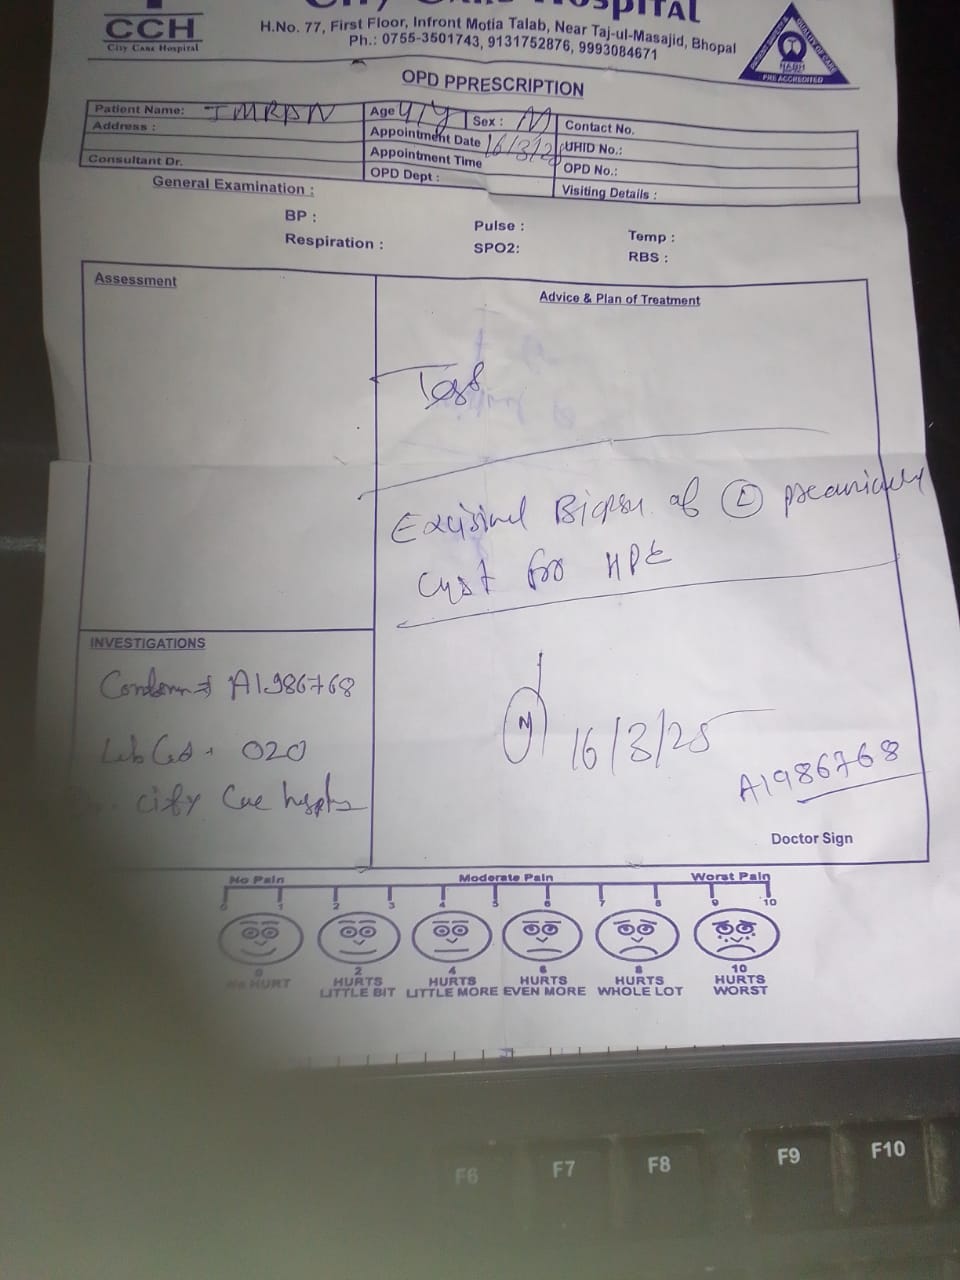 CCH
City Care Hospital
H.No. 77, First Floor, Infront Motia Talab, Near Taj-ul-Masajid, Bhopal
Ph.: 0755-3501743, 9131752876, 9993084671
NABH
PRE ACCREDITED
OPD PPRESCRIPTION
Patient Name: IMRAN
Age 41y Sex: M
Contact No.
Address :
Appointment Date 16/3/25
UHID No.:
Appointment Time
OPD No.:
Consultant Dr.
OPD Dept :
Visiting Details :
General Examination :
BP :
Pulse :
Temp :
Respiration :
SPO2:
RBS :
Assessment
Advice & Plan of Treatment
Test
Excisinal Biopsy of (L)
Cyst for HPE
INVESTIGATIONS
A1986768
020
City Care
16/3/25
A1986768
Doctor Sign
No Pain Moderate Pain Worst Pain
0 1 2 3 4 5 6 7 8 9 10
0 2 4 6 8 10
No HURT HURTS HURTS HURTS HURTS HURTS
LITTLE BIT LITTLE MORE EVEN MORE WHOLE LOT WORST
F6 F7 F8 F9 F10